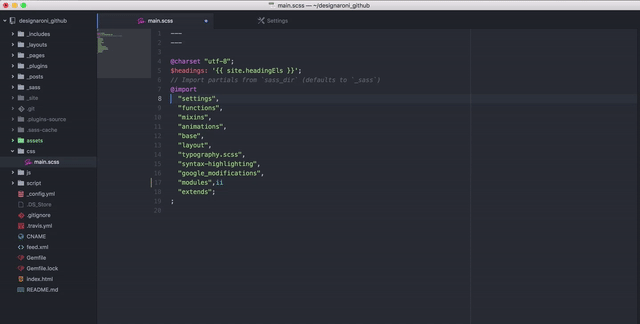 main.scss — ~/designaroni_github
designaroni_github
_includes
_layouts
_pages
_plugins
_posts
_sass
_site
.git
.plugins-source
.sass-cache
assets
css
main.scss
js
script
_config.yml
.DS_Store
.gitignore
.travis.yml
CNAME
feed.xml
Gemfile
Gemfile.lock
index.html
README.md
main.scss
Settings
1 ---
2 ---
3
4 @charset "utf-8";
5 $headings: '{{ site.headingEls }}';
6 // Import partials from `sass_dir` (defaults to `_sass`)
7 @import
8 "settings",
9 "functions",
10 "mixins",
11 "animations",
12 "base",
13 "layout",
14 "typography.scss",
15 "syntax-highlighting",
16 "google_modifications",
17 "modules",ii
18 "extends";
19 ;
20